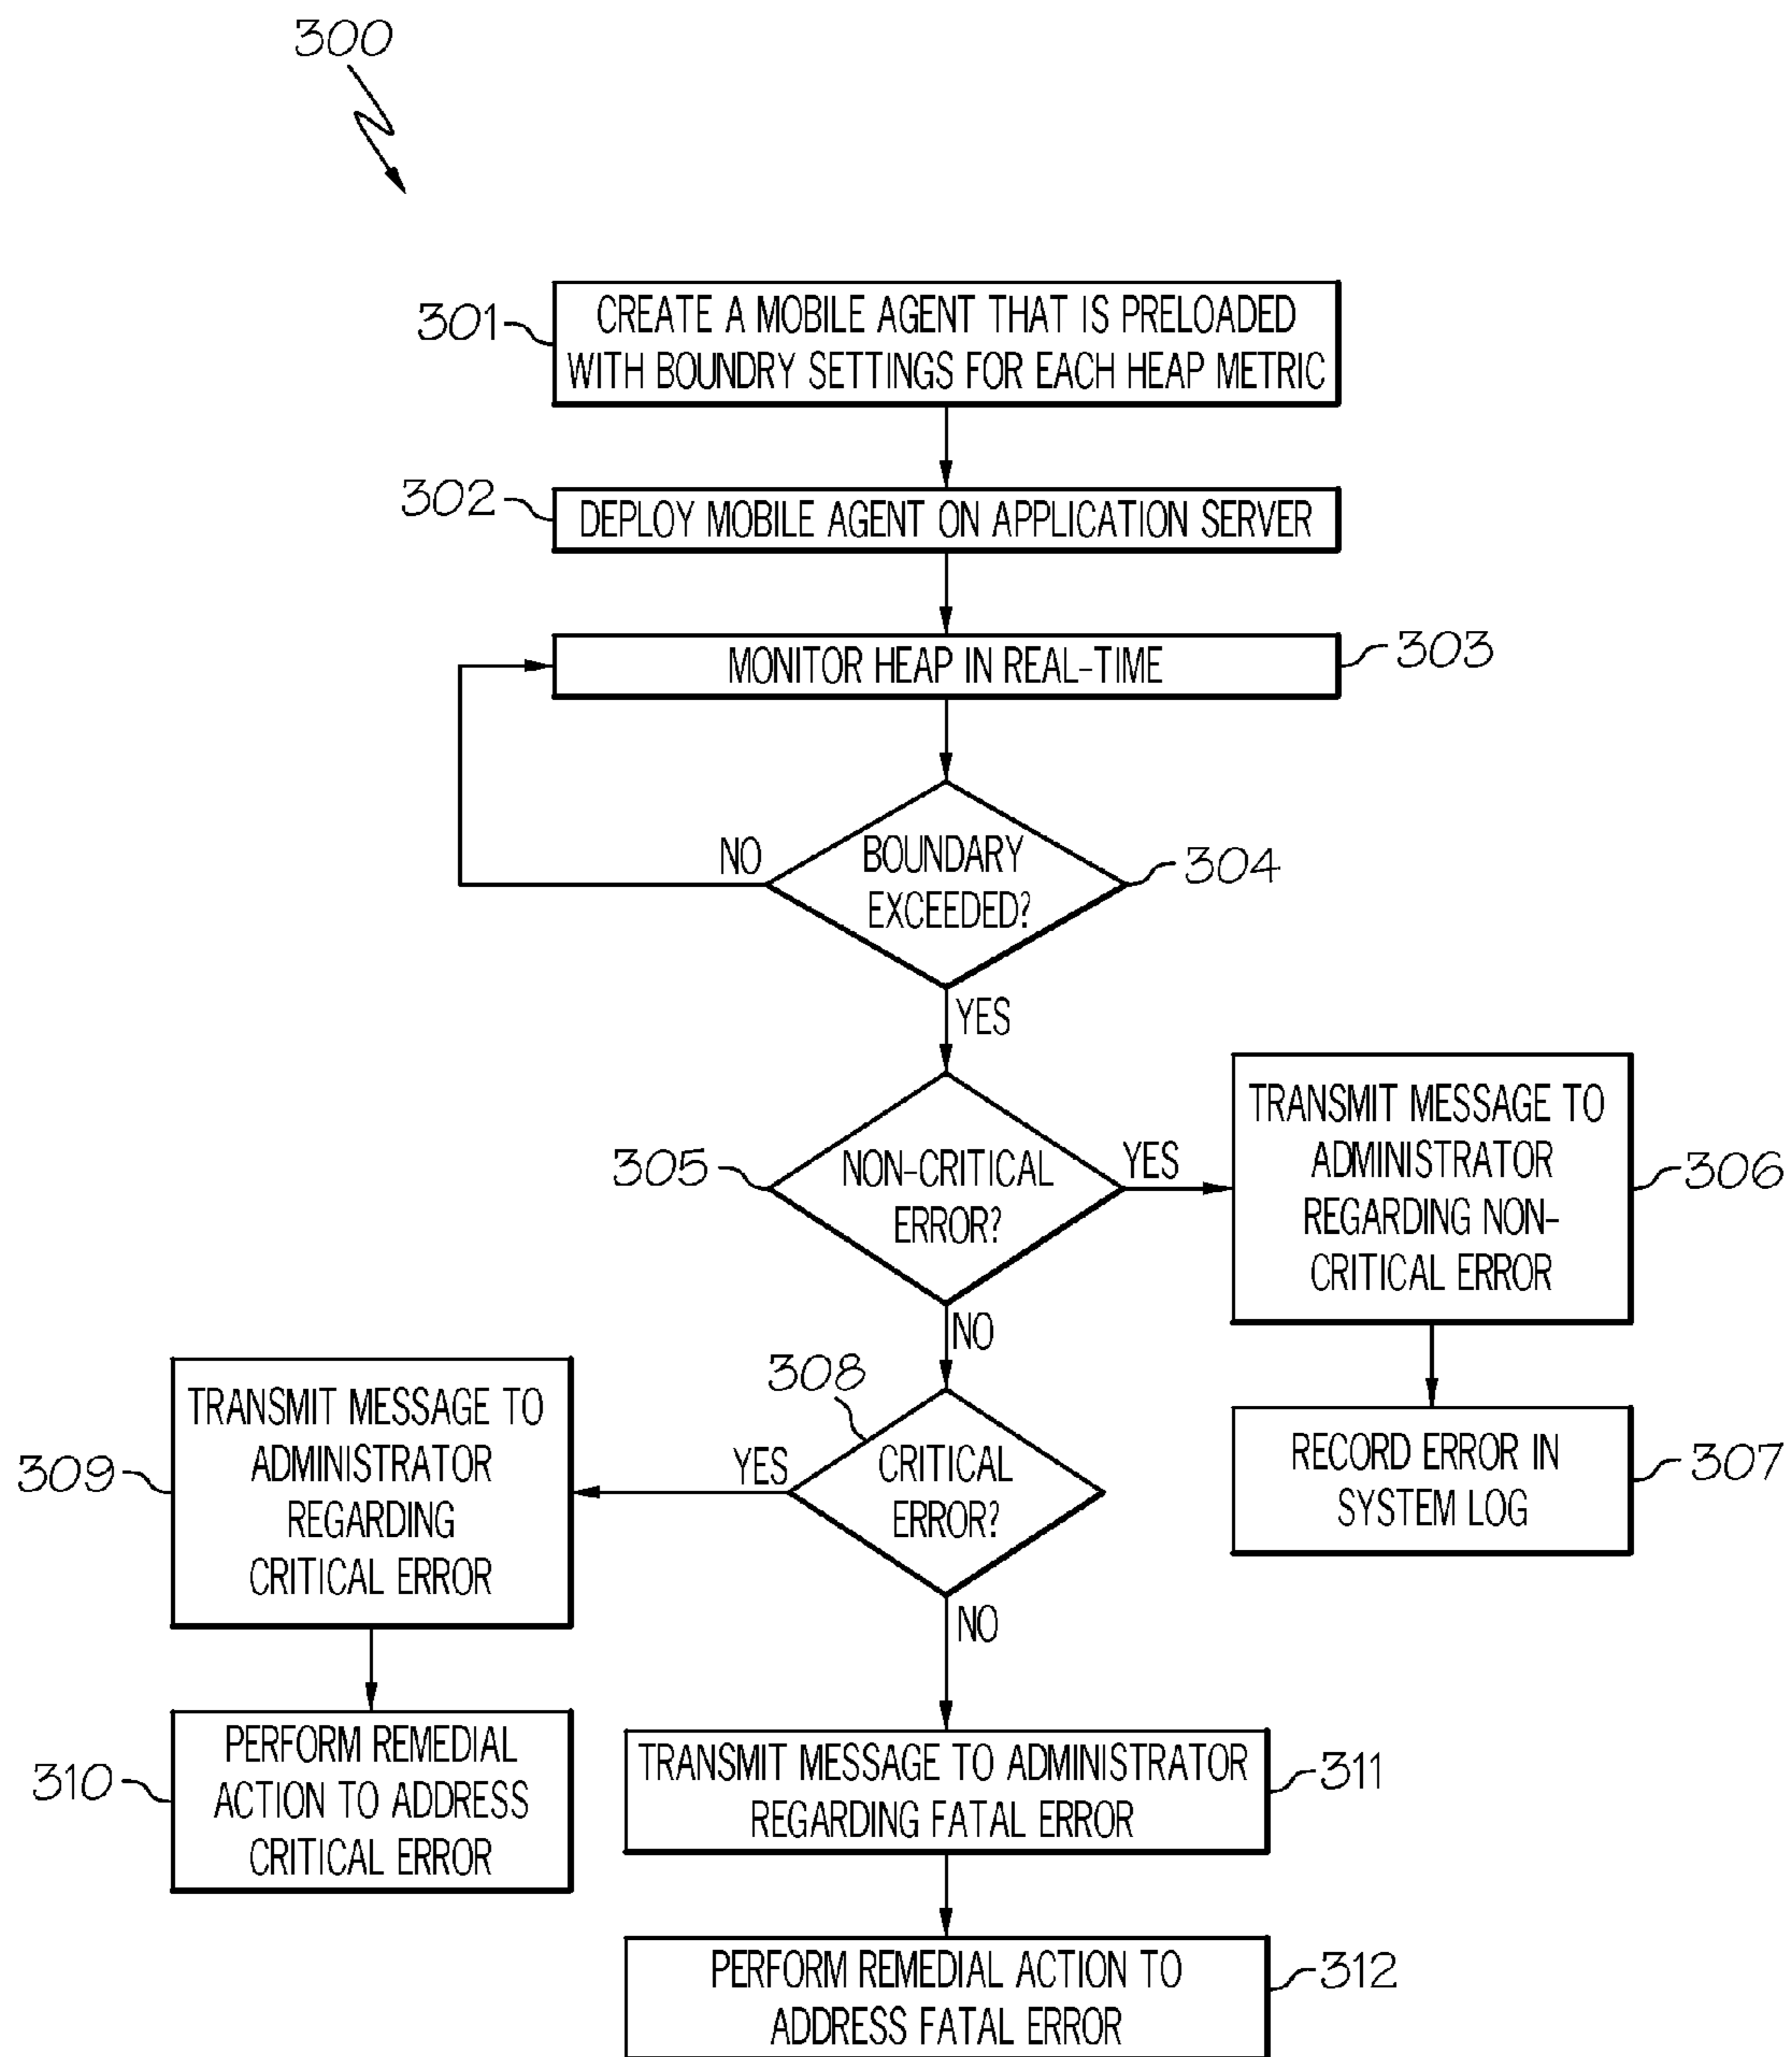 300
301
CREATE A MOBILE AGENT THAT IS PRELOADED
WITH BOUNDRY SETTINGS FOR EACH HEAP METRIC
302
DEPLOY MOBILE AGENT ON APPLICATION SERVER
MONITOR HEAP IN REAL-TIME
303
NO
BOUNDARY
EXCEEDED?
304
YES
305
NON-CRITICAL
ERROR?
YES
TRANSMIT MESSAGE TO
ADMINISTRATOR
REGARDING NON-
CRITICAL ERROR
306
NO
RECORD ERROR IN
SYSTEM LOG
307
308
CRITICAL
ERROR?
YES
309
TRANSMIT MESSAGE TO
ADMINISTRATOR
REGARDING
CRITICAL ERROR
NO
310
PERFORM REMEDIAL
ACTION TO ADDRESS
CRITICAL ERROR
TRANSMIT MESSAGE TO ADMINISTRATOR
REGARDING FATAL ERROR
311
PERFORM REMEDIAL ACTION TO
ADDRESS FATAL ERROR
312